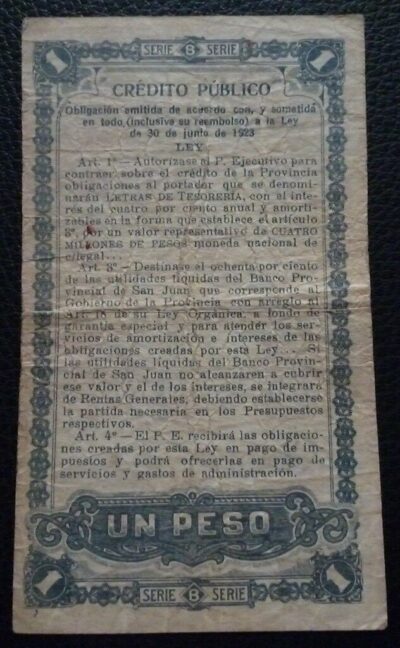 1 SERIE B SERIE 1
CRÉDITO PÚBLICO
Obligación emitida de acuerdo con, y sometida
en todo (inclusive su reembolso) a la Ley
de 30 de junio de 1923
LEY
Art. 1º — Autorízase al P. Ejecutivo para
contraer sobre el crédito de la Provincia
obligaciones al portador que se denomi-
narán LETRAS DE TESORERÍA, con el inte-
rés del cuatro por ciento anual y amorti-
zables en la forma que establece el artículo
3º, por un valor representativo de CUATRO
MILLONES DE PESOS moneda nacional de
c/legal...
Art. 3º — Destínase el ochenta por ciento
de las utilidades líquidas del Banco Pro-
vincial de San Juan que corresponde al
Gobierno de la Provincia con arreglo al
Art. 18 de su Ley Orgánica, a fondo de
garantía especial y para atender los ser-
vicios de amortización e intereses de las
obligaciones creadas por esta Ley... Si
las utilidades líquidas del Banco Provin-
cial de San Juan no alcanzaren a cubrir
ese valor y el de los intereses, se integrara
de Rentas Generales, debiendo establecerse
la partida necesaria en los Presupuestos
respectivos.
Art. 4º — El P. E. recibirá las obligacio-
nes creadas por esta Ley en pago de im-
puestos y podrá ofrecerlas en pago de
servicios y gastos de administración.
UN PESO
1 SERIE B SERIE 1